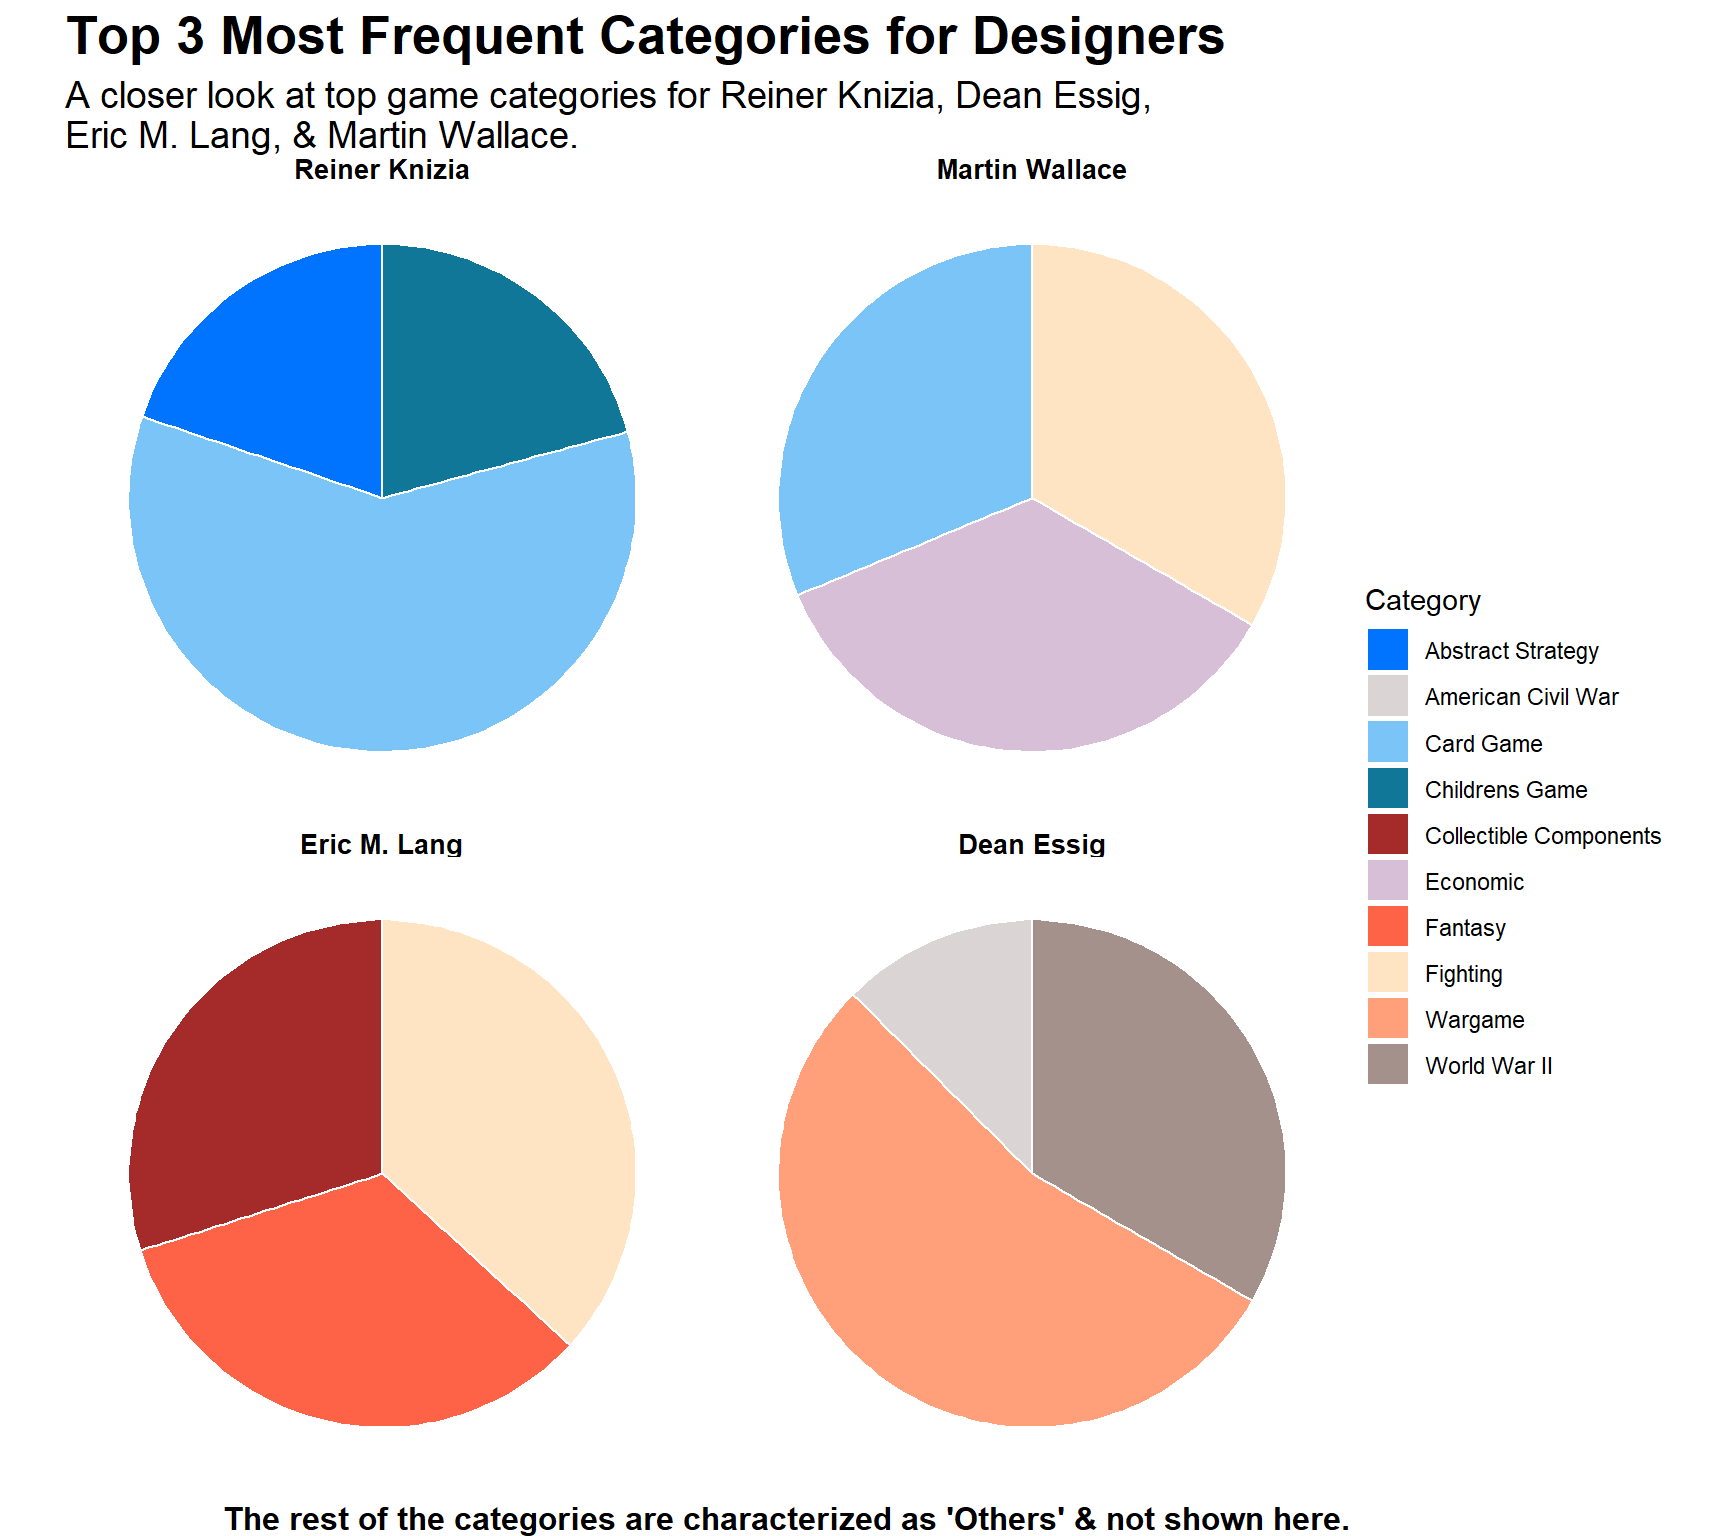 Top 3 Most Frequent Categories for Designers
A closer look at top game categories for Reiner Knizia, Dean Essig,
Eric M. Lang, & Martin Wallace.
Reiner Knizia
Martin Wallace
Eric M. Lang
Dean Essig
Category
Abstract Strategy
American Civil War
Card Game
Childrens Game
Collectible Components
Economic
Fantasy
Fighting
Wargame
World War II
The rest of the categories are characterized as 'Others' & not shown here.